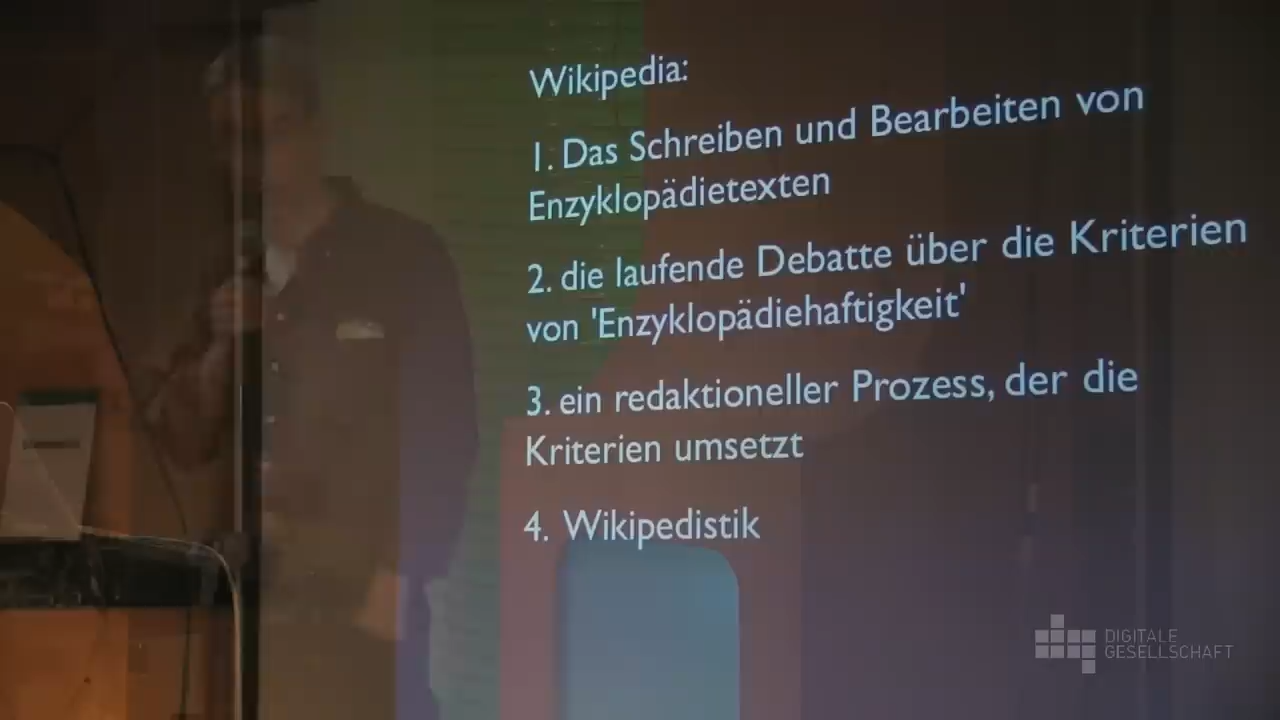 Wikipedia:
1. Das Schreiben und Bearbeiten von
Enzyklopädietexten
2. die laufende Debatte über die Kriterien
von 'Enzyklopädiehaftigkeit'
3. ein redaktioneller Prozess, der die
Kriterien umsetzt
4. Wikipedistik
DIGITALE
GESELLSCHAFT